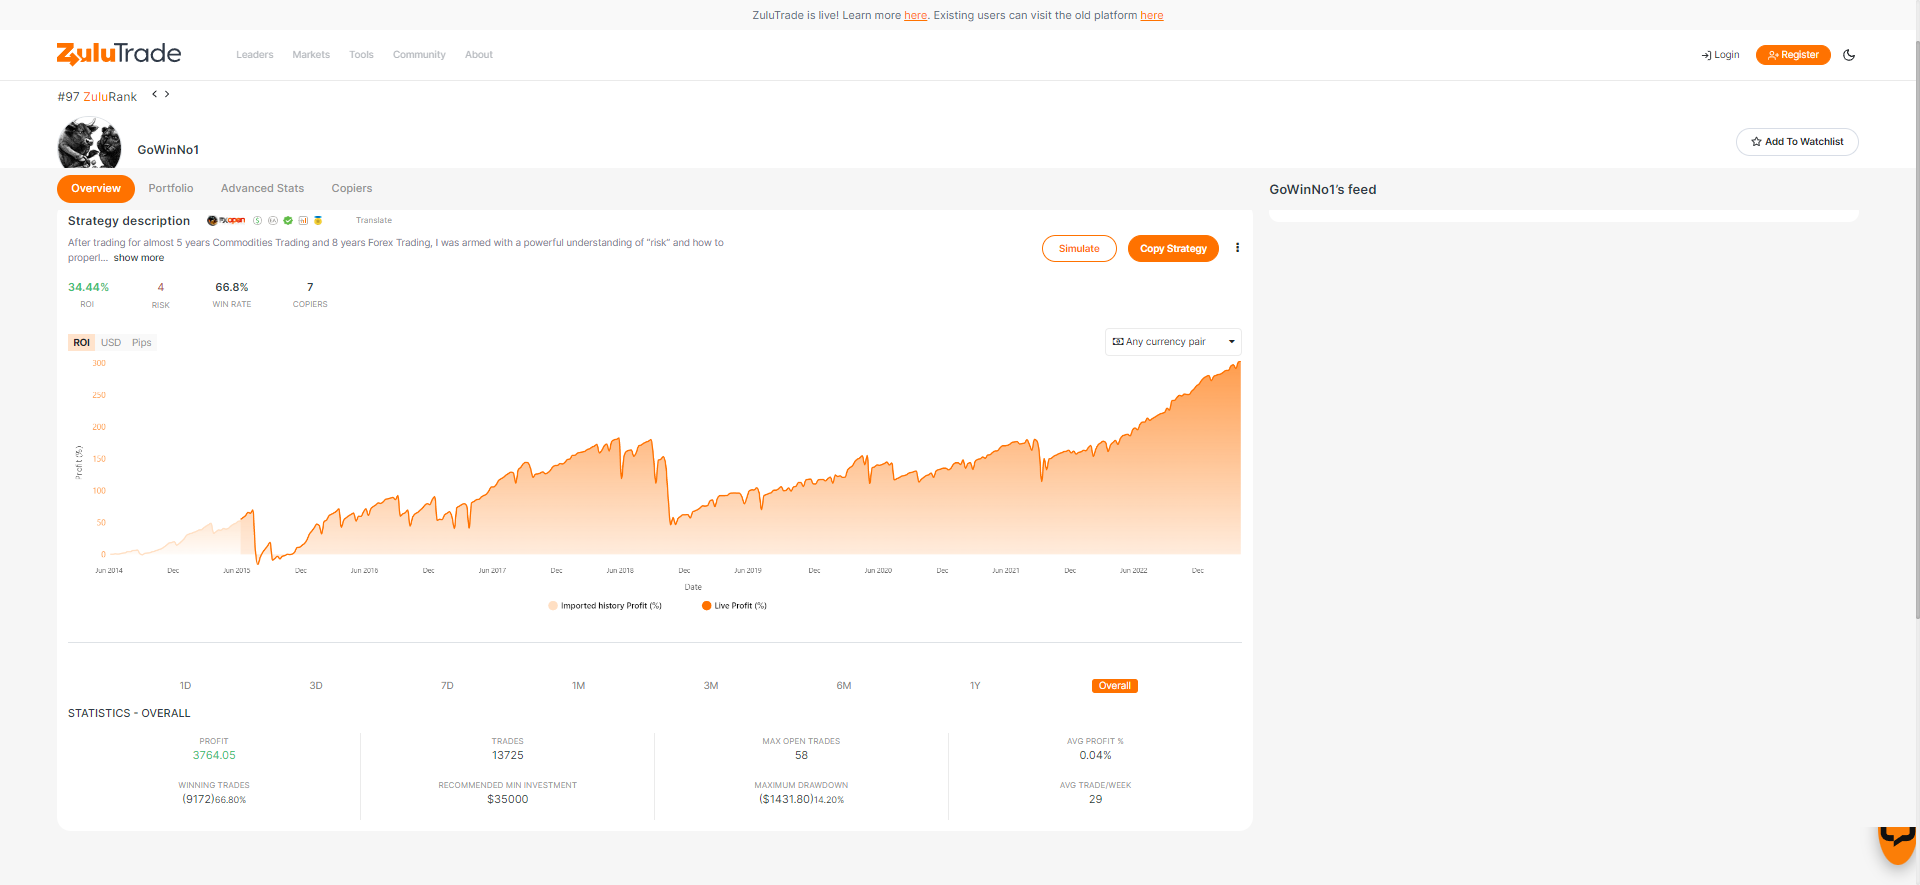 ZuluTrade is live! Learn more here. Existing users can visit the old platform here
ZuluTrade
Leaders Markets Tools Community About
Login Register
#97 ZuluRank < >
GoWinNo1
Add To Watchlist
Overview Portfolio Advanced Stats Copiers
GoWinNo1's feed
Strategy description
Translate
After trading for almost 5 years Commodities Trading and 8 years Forex Trading, I was armed with a powerful understanding of "risk" and how to
properl... show more
Simulate Copy Strategy
34.44% 4 66.8% 7
ROI RISK WIN RATE COPIERS
ROI USD Pips
Any currency pair
300
250
200
150
100
50
0
Profit (%)
Jun 2014 Dec Jun 2015 Dec Jun 2016 Dec Jun 2017 Dec Jun 2018 Dec Jun 2019 Dec Jun 2020 Dec Jun 2021 Dec Jun 2022 Dec
Date
Imported history Profit (%) Live Profit (%)
1D 3D 7D 1M 3M 6M 1Y Overall
STATISTICS - OVERALL
PROFIT TRADES MAX OPEN TRADES AVG PROFIT %
3764.05 13725 58 0.04%
WINNING TRADES RECOMMENDED MIN INVESTMENT MAXIMUM DRAWDOWN AVG TRADE/WEEK
(9172)66.80% $35000 ($1431.80)14.20% 29